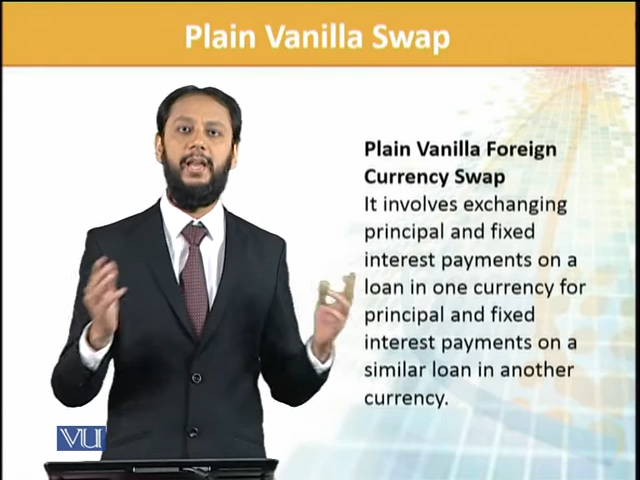 Plain Vanilla Swap
Plain Vanilla Foreign
Currency Swap
It involves exchanging
principal and fixed
interest payments on a
loan in one currency for
principal and fixed
interest payments on a
similar loan in another
currency.
VU